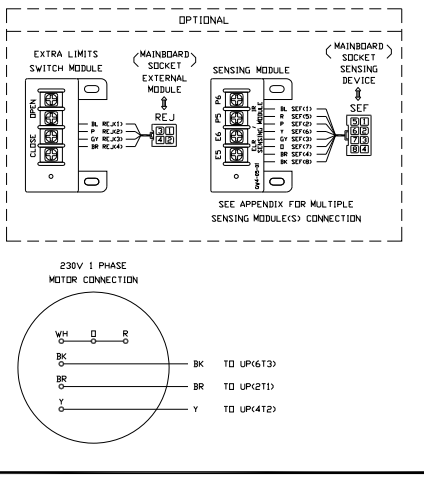 OPTIONAL
EXTRA LIMITS
SWITCH MODULE
(MAINBOARD
SOCKET
EXTERNAL
MODULE)
REJ
OPEN
CLOSE
BL REJ(1)
P REJ(2)
GY REJ(3)
BR REJ(4)
3 1
4 2
SENSING MODULE
(MAINBOARD
SOCKET
SENSING
DEVICE)
SEF
P6
P5
E6
E5
IR
CLR
SENSING MODULE
BL SEF(1)
R SEF(5)
P SEF(2)
Y SEF(6)
GY SEF(3)
O SEF(7)
BR SEF(4)
BK SEF(8)
5 1
6 2
7 3
8 4
SEE APPENDIX FOR MULTIPLE
SENSING MODULE(S) CONNECTION
230V 1 PHASE
MOTOR CONNECTION
WH O R
BK
BR
Y
BK TO UP(6T3)
BR TO UP(2T1)
Y TO UP(4T2)